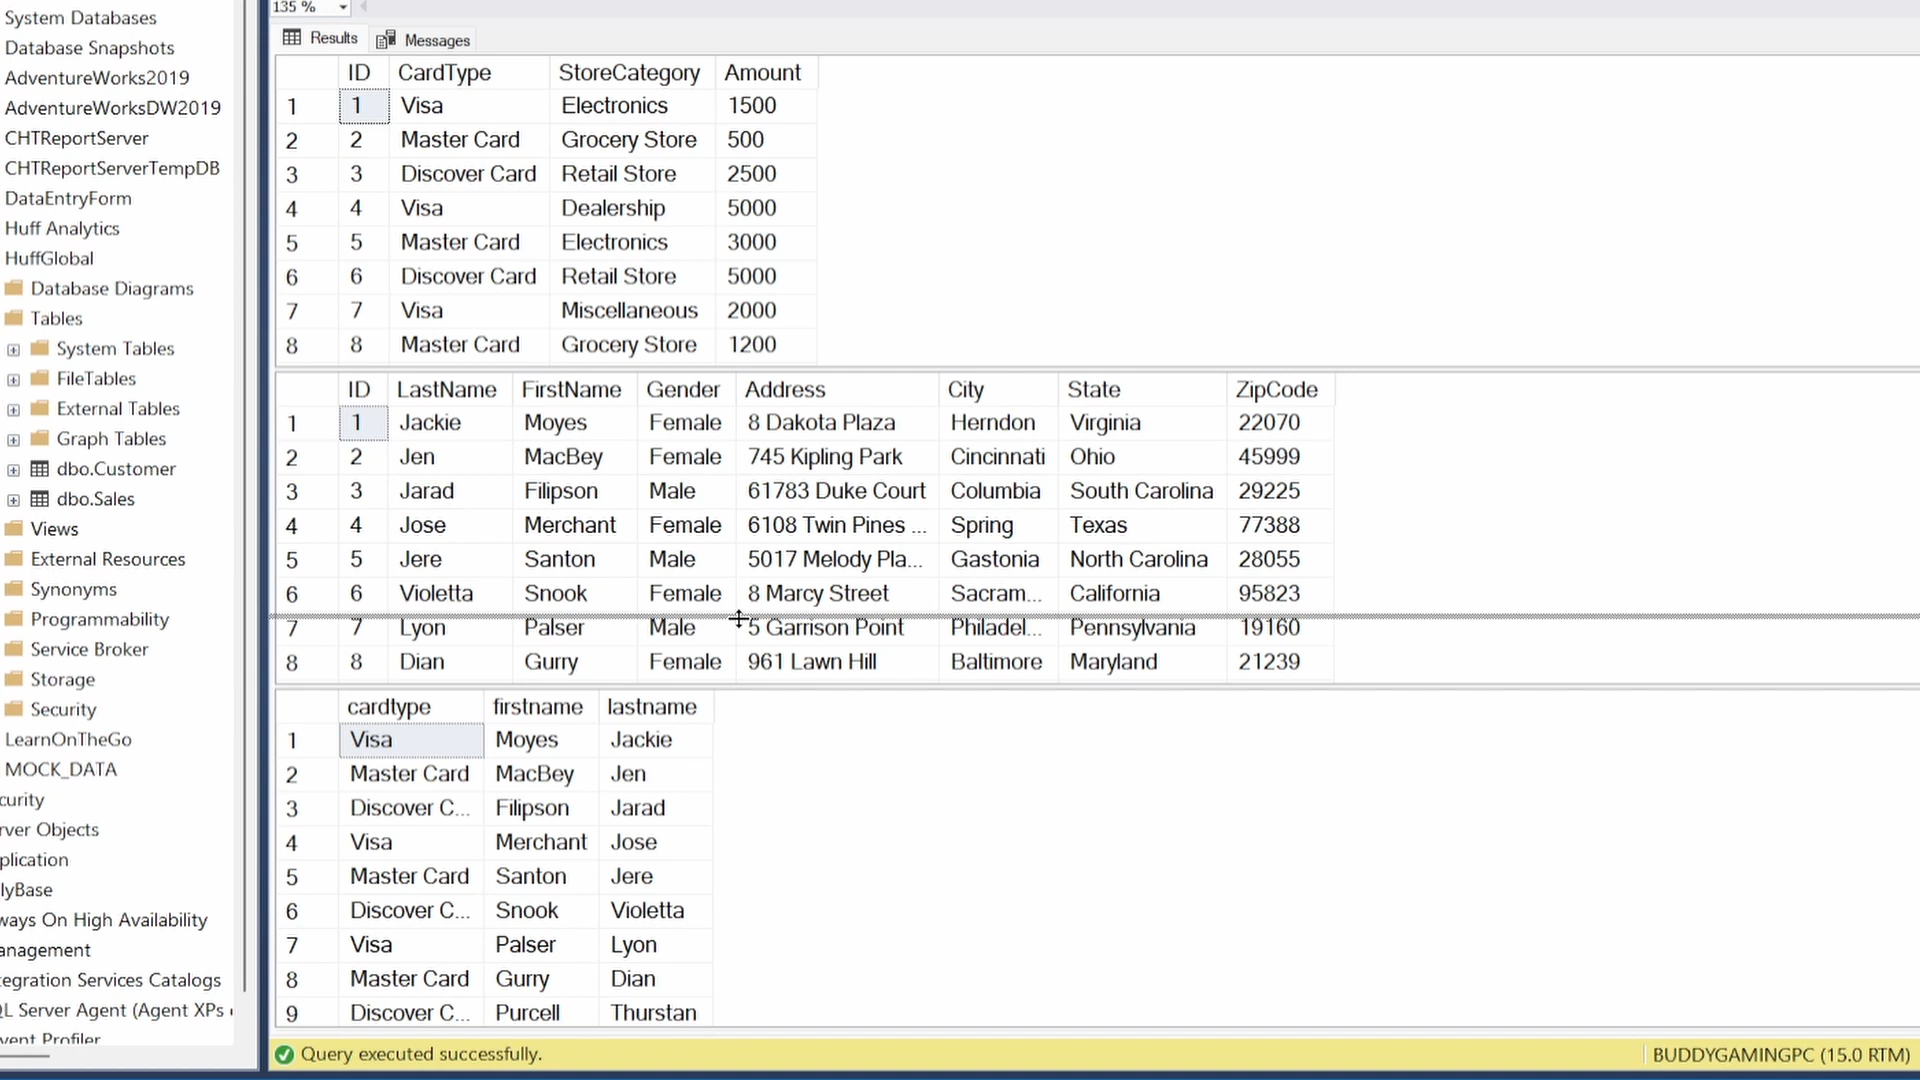 System Databases
Database Snapshots
AdventureWorks2019
AdventureWorksDW2019
CHTReportServer
CHTReportServerTempDB
DataEntryForm
Huff Analytics
HuffGlobal
Database Diagrams
Tables
System Tables
FileTables
External Tables
Graph Tables
dbo.Customer
dbo.Sales
Views
External Resources
Synonyms
Programmability
Service Broker
Storage
Security
LearnOnTheGo
MOCK_DATA
curity
rver Objects
plication
lyBase
ways On High Availability
anagement
tegration Services Catalogs
QL Server Agent (Agent XPs
vent Profiler
135 %
Results Messages
ID CardType StoreCategory Amount
1 1 Visa Electronics 1500
2 2 Master Card Grocery Store 500
3 3 Discover Card Retail Store 2500
4 4 Visa Dealership 5000
5 5 Master Card Electronics 3000
6 6 Discover Card Retail Store 5000
7 7 Visa Miscellaneous 2000
8 8 Master Card Grocery Store 1200
ID LastName FirstName Gender Address City State ZipCode
1 1 Jackie Moyes Female 8 Dakota Plaza Herndon Virginia 22070
2 2 Jen MacBey Female 745 Kipling Park Cincinnati Ohio 45999
3 3 Jarad Filipson Male 61783 Duke Court Columbia South Carolina 29225
4 4 Jose Merchant Female 6108 Twin Pines ... Spring Texas 77388
5 5 Jere Santon Male 5017 Melody Pla... Gastonia North Carolina 28055
6 6 Violetta Snook Female 8 Marcy Street Sacram... California 95823
7 7 Lyon Palser Male 5 Garrison Point Philadel... Pennsylvania 19160
8 8 Dian Gurry Female 961 Lawn Hill Baltimore Maryland 21239
cardtype firstname lastname
1 Visa Moyes Jackie
2 Master Card MacBey Jen
3 Discover C... Filipson Jarad
4 Visa Merchant Jose
5 Master Card Santon Jere
6 Discover C... Snook Violetta
7 Visa Palser Lyon
8 Master Card Gurry Dian
9 Discover C... Purcell Thurstan
Query executed successfully.
BUDDYGAMINGPC (15.0 RTM)